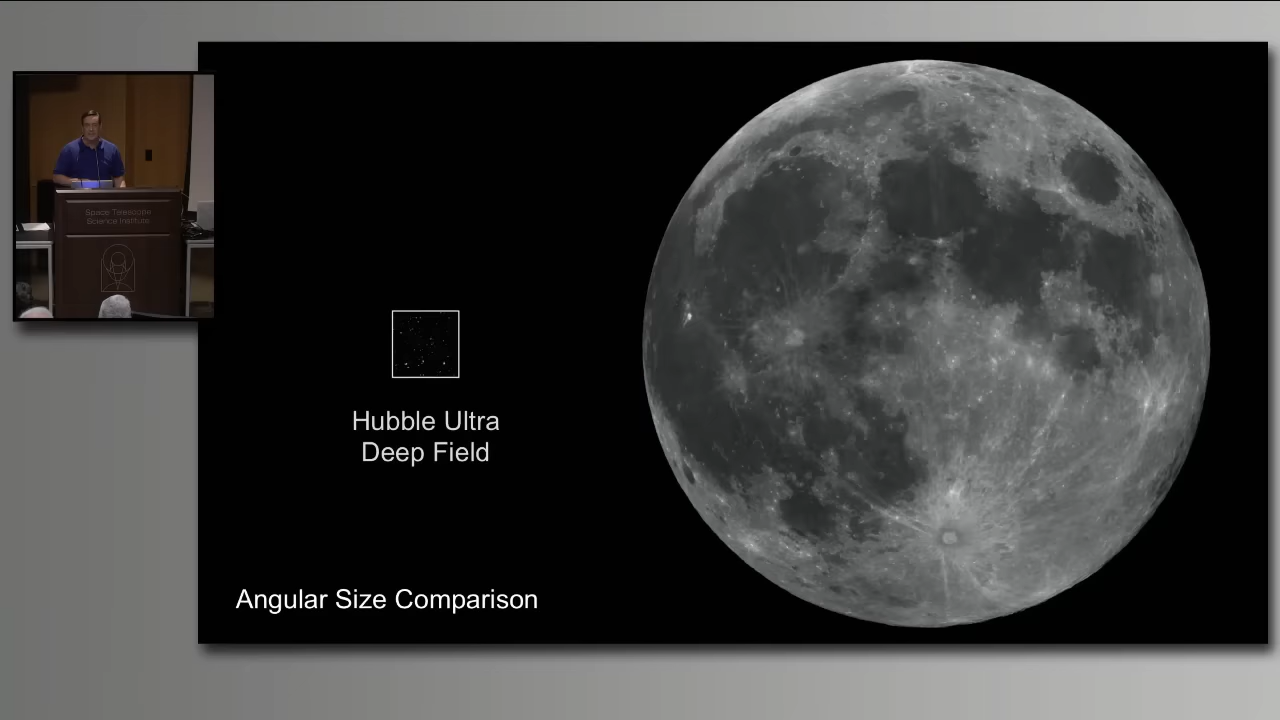 Space Telescope
Science Institute
Hubble Ultra
Deep Field
Angular Size Comparison